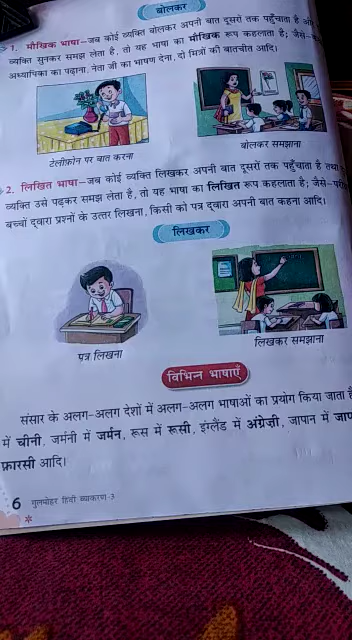 बोलकर
1. मौखिक भाषा–जब कोई व्यक्ति बोलकर अपनी बात दूसरों तक पहुँचाता है
व्यक्ति सुनकर समझ लेता है, तो यह भाषा का मौखिक रूप कहलाता है; जैसे–
अध्यापिका का पढ़ाना, नेता जी का भाषण देना, दो मित्रों की बातचीत आदि।
टेलीफ़ोन पर बात करना
बोलकर समझाना
2. लिखित भाषा–जब कोई व्यक्ति लिखकर अपनी बात दूसरों तक पहुँचाता है तथा
व्यक्ति उसे पढ़कर समझ लेता है, तो यह भाषा का लिखित रूप कहलाता है; जैसे–
बच्चों द्वारा प्रश्नों के उत्तर लिखना, किसी को पत्र द्वारा अपनी बात कहना आदि।
लिखकर
पत्र लिखना
लिखकर समझाना
विभिन्न भाषाएँ
संसार के अलग-अलग देशों में अलग-अलग भाषाओं का प्रयोग किया जाता
में चीनी, जर्मनी में जर्मन, रूस में रूसी, इंग्लैंड में अंग्रेज़ी, जापान में
फ़ारसी आदि।
6 गुलमोहर हिंदी व्याकरण-3